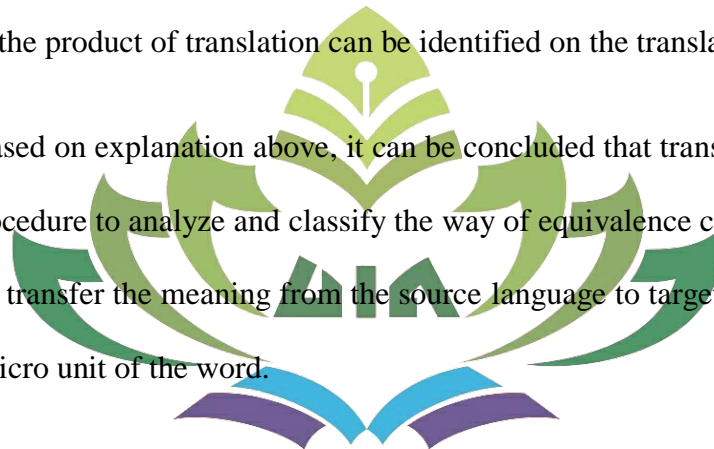 the product of translation can be identified on the transla
ased on explanation above, it can be concluded that trans
ocedure to analyze and classify the way of equivalence c
transfer the meaning from the source language to target
icro unit of the word.